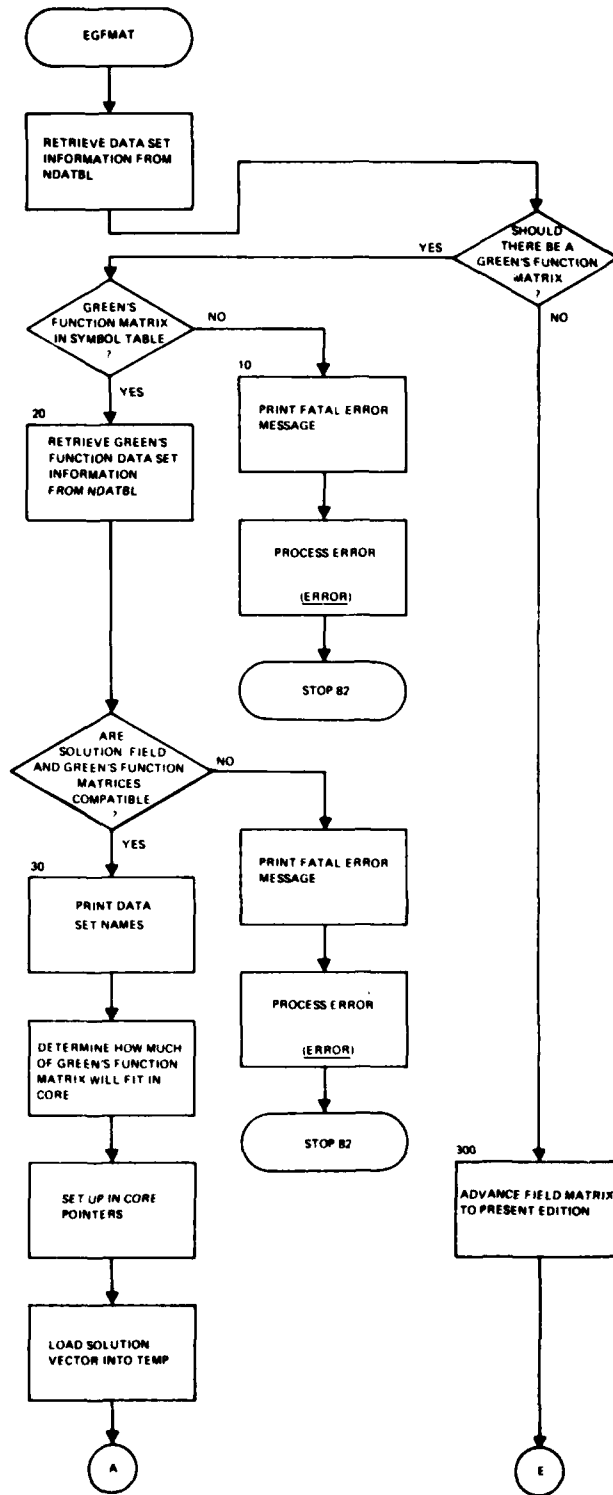 EGFMAT
RETRIEVE DATA SET
INFORMATION FROM
NDATBL
SHOULD
THERE BE A
GREEN'S FUNCTION
MATRIX
?
YES
NO
GREEN'S
FUNCTION MATRIX
IN SYMBOL TABLE
?
NO
YES
10
PRINT FATAL ERROR
MESSAGE
20
RETRIEVE GREEN'S
FUNCTION DATA SET
INFORMATION
FROM NDATBL
PROCESS ERROR
(ERROR)
STOP 82
ARE
SOLUTION FIELD
AND GREEN'S FUNCTION
MATRICES
COMPATIBLE
?
NO
YES
PRINT FATAL ERROR
MESSAGE
30
PRINT DATA
SET NAMES
PROCESS ERROR
(ERROR)
DETERMINE HOW MUCH
OF GREEN'S FUNCTION
MATRIX WILL FIT IN
CORE
STOP 82
300
ADVANCE FIELD MATRIX
TO PRESENT EDITION
SET UP IN CORE
POINTERS
LOAD SOLUTION
VECTOR INTO TEMP
A
E